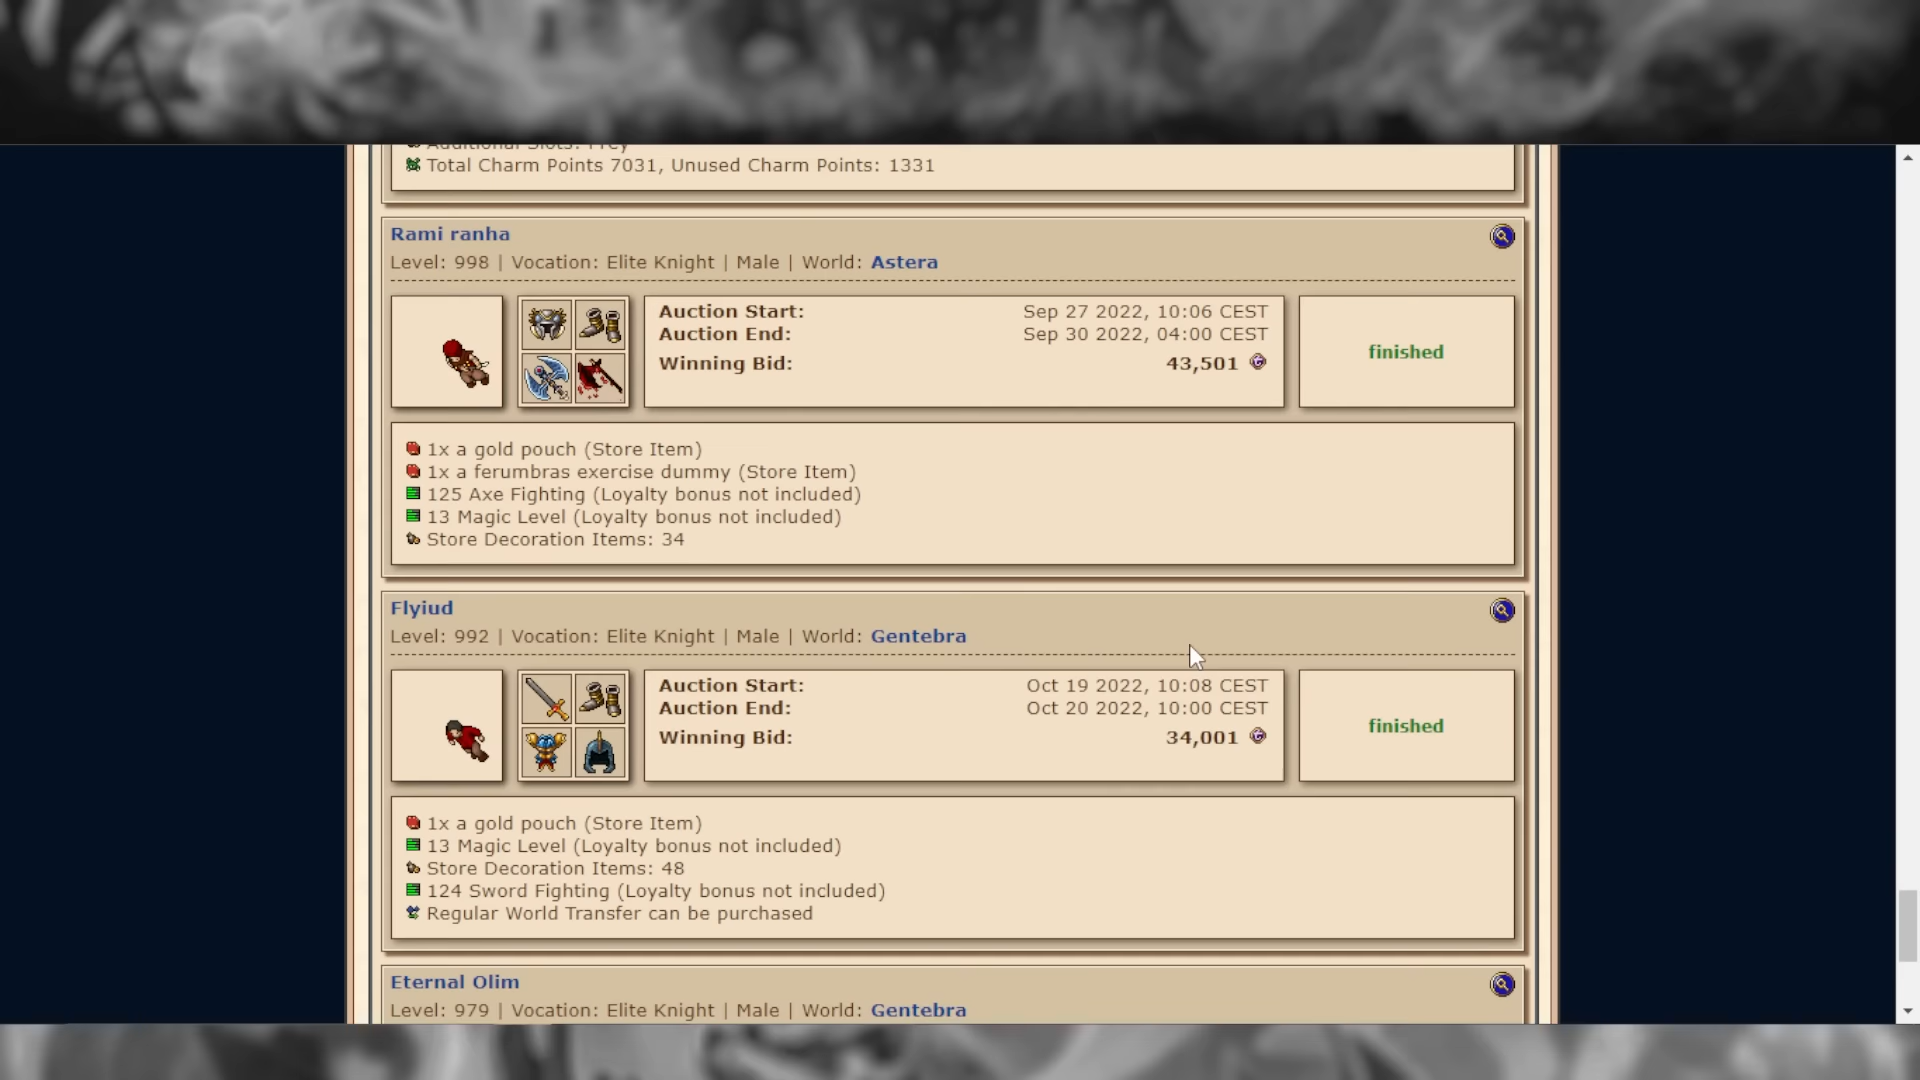 Additional Slots: Prey
Total Charm Points 7031, Unused Charm Points: 1331
Rami ranha
Level: 998 | Vocation: Elite Knight | Male | World: Astera
Auction Start: Sep 27 2022, 10:06 CEST
Auction End: Sep 30 2022, 04:00 CEST
Winning Bid: 43,501
finished
1x a gold pouch (Store Item)
1x a ferumbras exercise dummy (Store Item)
125 Axe Fighting (Loyalty bonus not included)
13 Magic Level (Loyalty bonus not included)
Store Decoration Items: 34
Flyiud
Level: 992 | Vocation: Elite Knight | Male | World: Gentebra
Auction Start: Oct 19 2022, 10:08 CEST
Auction End: Oct 20 2022, 10:00 CEST
Winning Bid: 34,001
finished
1x a gold pouch (Store Item)
13 Magic Level (Loyalty bonus not included)
Store Decoration Items: 48
124 Sword Fighting (Loyalty bonus not included)
Regular World Transfer can be purchased
Eternal Olim
Level: 979 | Vocation: Elite Knight | Male | World: Gentebra